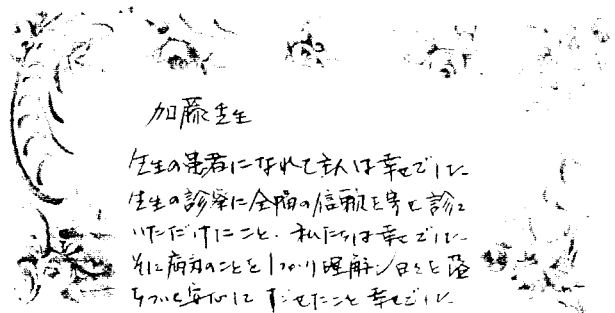 加藤先生
先生の患者になれて主人は幸せでした
先生の診察に全幅の信頼を寄せ診て
いただけたこと、私たちは幸せでした
そして病気のことをしっかり理解し日々を落
ちついて安心して すごせたこと幸せでした